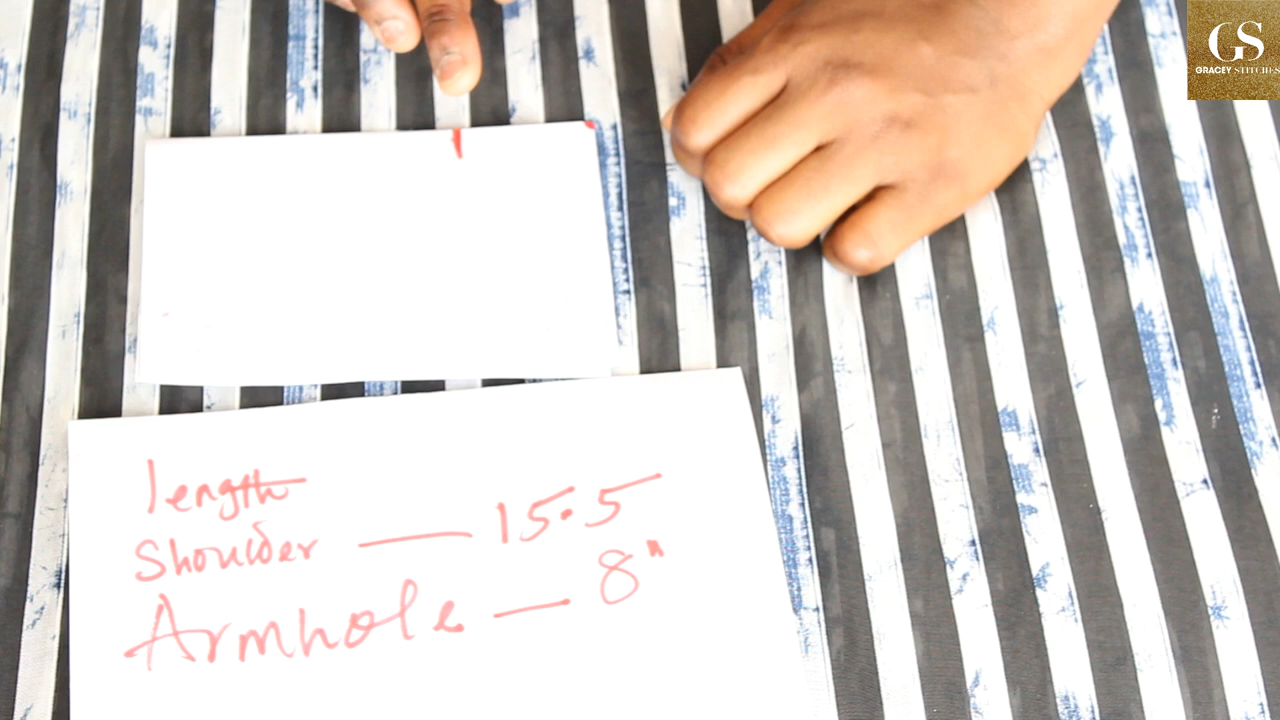 GS
GRACEY STITCHES
length
Shoulder — 15.5
Armhole — 8"